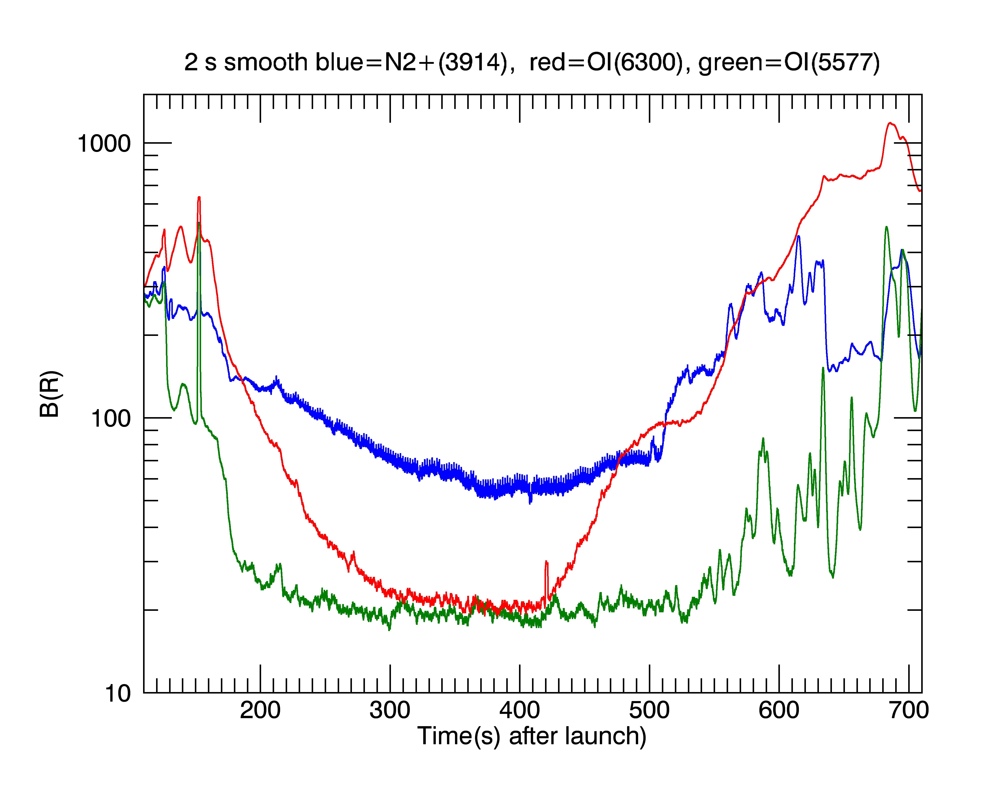 2 s smooth blue=N2+(3914),  red=OI(6300), green=OI(5577)
1000
100
10
B(R)
200 300 400 500 600 700
Time(s) after launch)